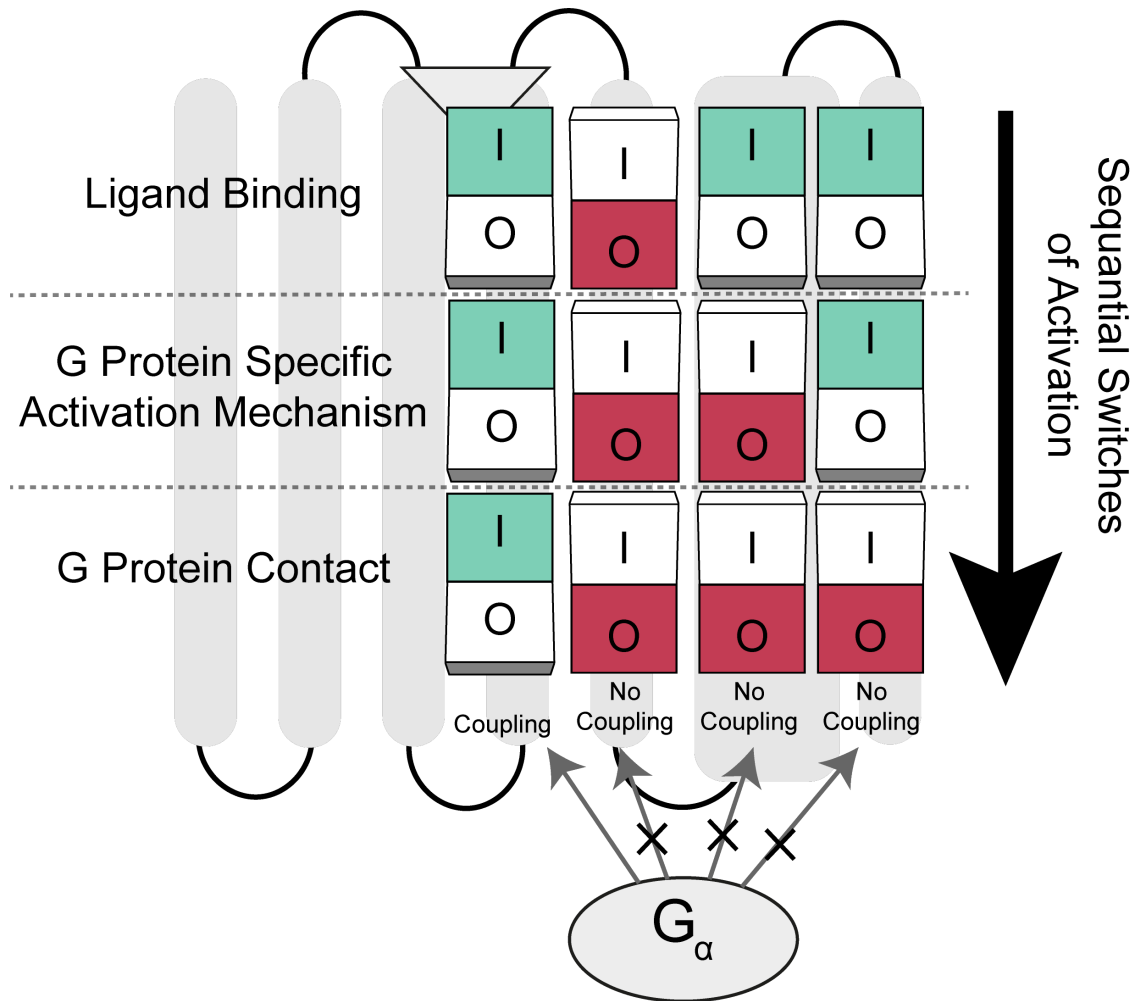 I I I I
O O O O
Ligand Binding
I I I I
O O O O
G Protein Specific
Activation Mechanism
I I I I
O O O O
G Protein Contact
Coupling
No
Coupling
No
Coupling
No
Coupling
Sequantial Switches
of Activation
Gα